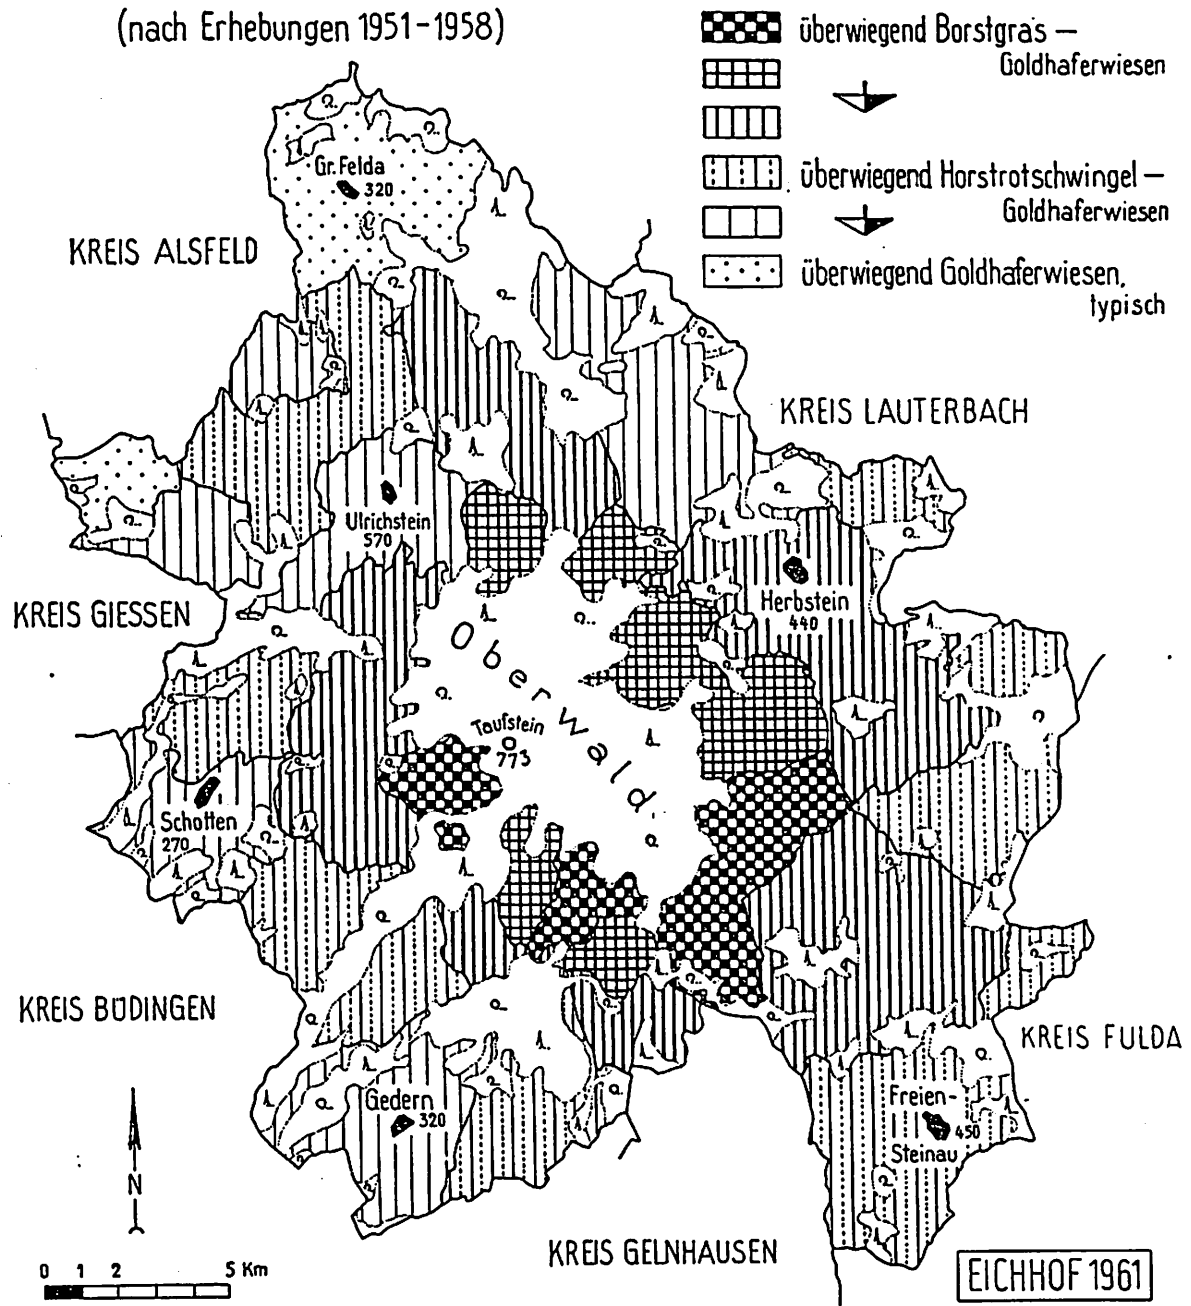 (nach Erhebungen 1951-1958)
überwiegend Borstgras —
Goldhaferwiesen
überwiegend Horstrotschwingel —
Goldhaferwiesen
überwiegend Goldhaferwiesen,
typisch
Gr. Felda
320
KREIS ALSFELD
KREIS LAUTERBACH
Ulrichstein
570
KREIS GIESSEN
Herbstein
440
Oberwald
Taufstein
773
Schotten
270
KREIS BÜDINGEN
KREIS FULDA
Gedern
320
Freien-
450
Steinau
N
KREIS GELNHAUSEN
0 1 2 5 Km
EICHHOF 1961